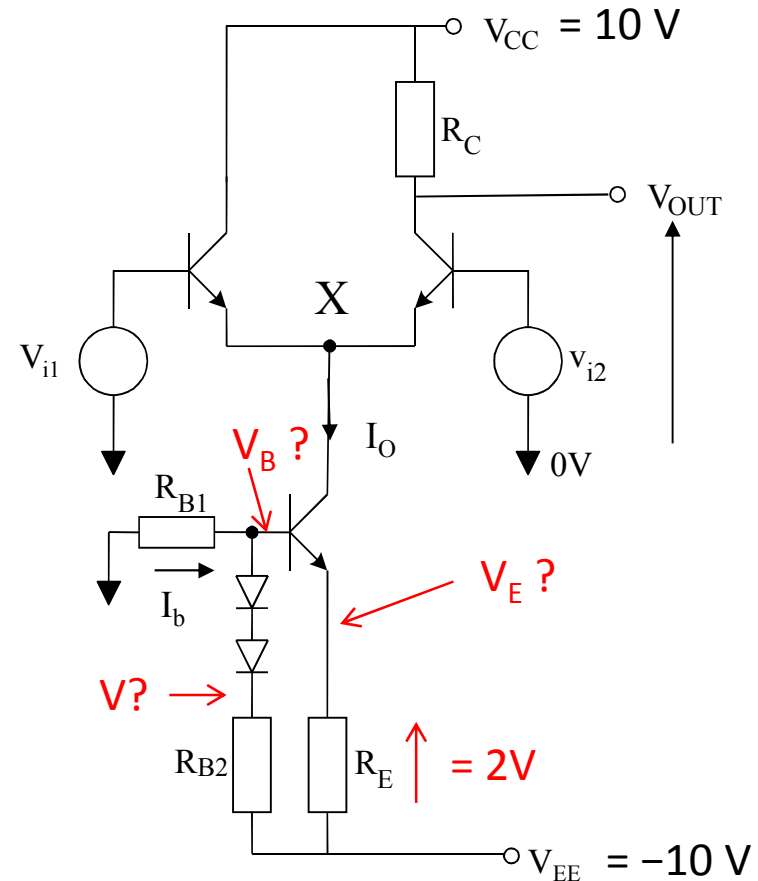 V_CC = 10 V
R_C
V_OUT
X
V_i1
v_i2
I_O
0V
V_B ?
R_B1
I_b
V_E ?
V?
R_B2
R_E
= 2V
V_EE = −10 V